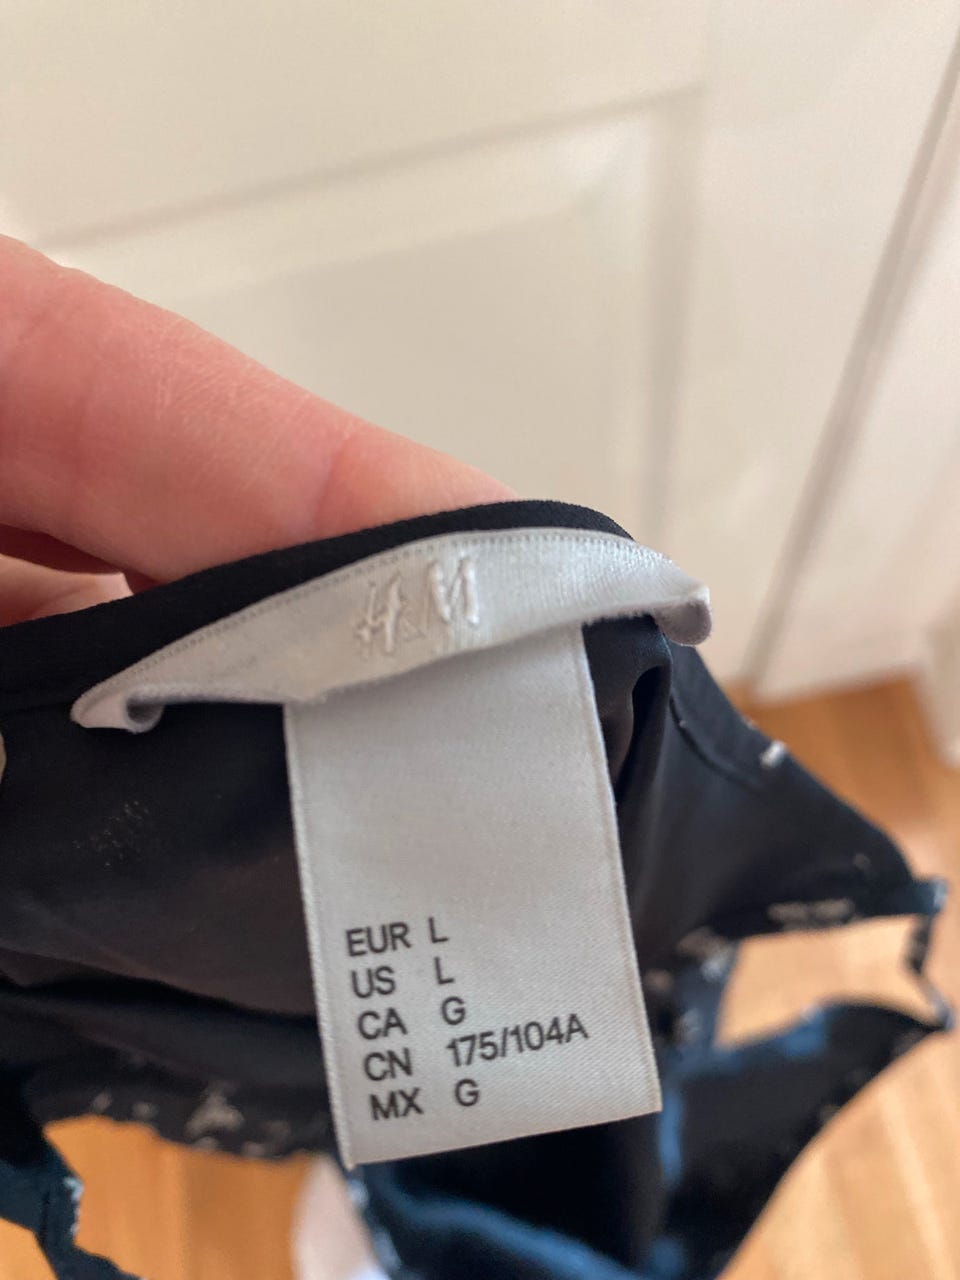 H&M
EUR L
US L
CA G
CN 175/104A
MX G